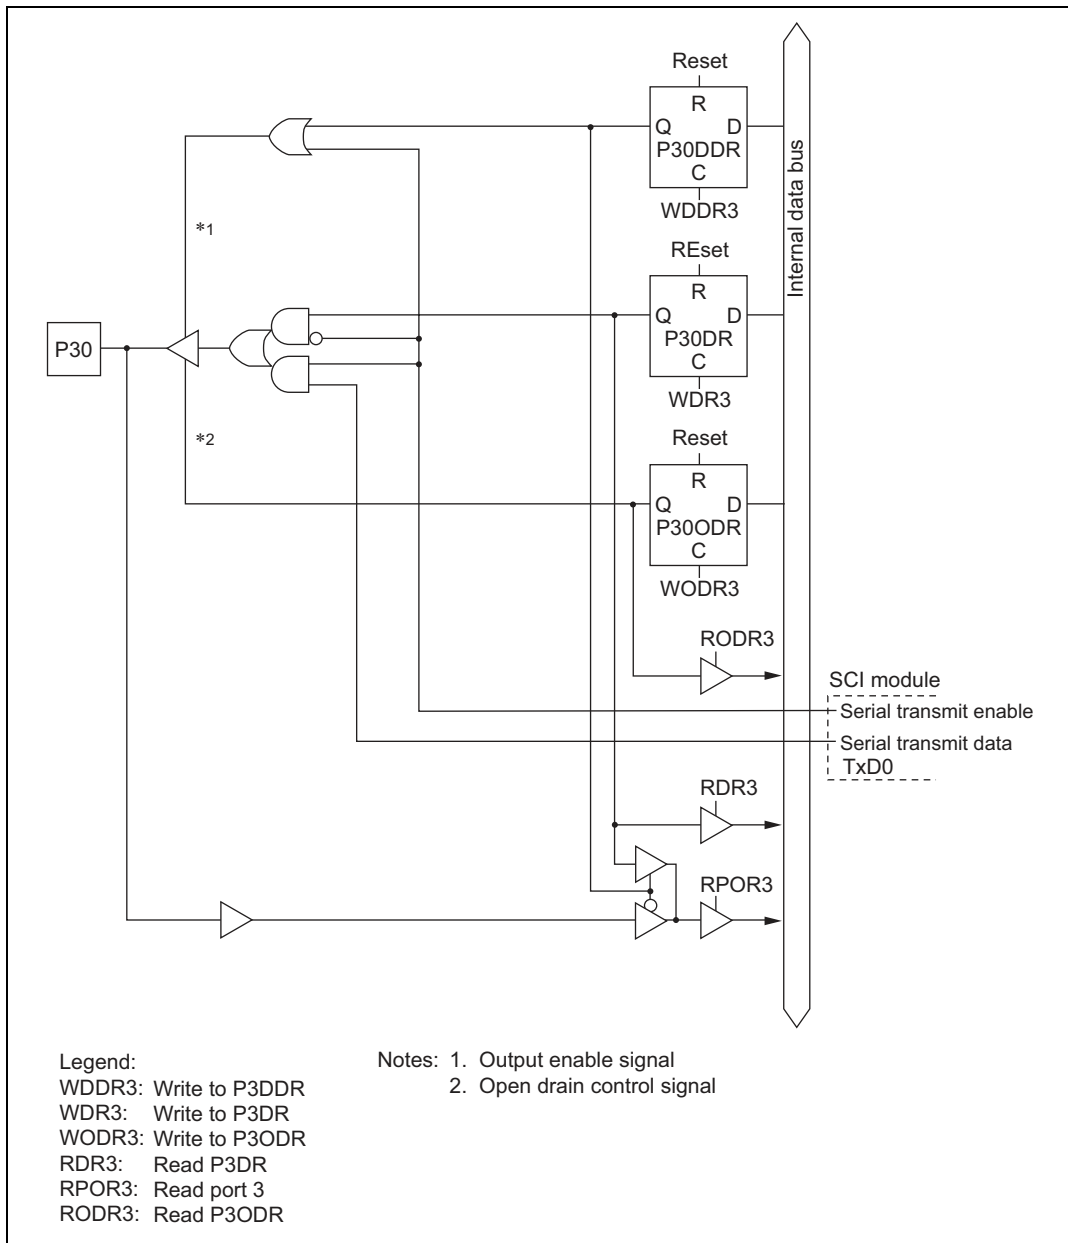 Reset
R
Q D
P30DDR
C
WDDR3
Internal data bus
*1
REset
R
Q D
P30DR
C
WDR3
P30
*2
Reset
R
Q D
P30ODR
C
WODR3
RODR3
SCI module
Serial transmit enable
Serial transmit data
TxD0
RDR3
RPOR3
Legend:
WDDR3: Write to P3DDR
WDR3: Write to P3DR
WODR3: Write to P3ODR
RDR3: Read P3DR
RPOR3: Read port 3
RODR3: Read P3ODR
Notes: 1. Output enable signal
2. Open drain control signal